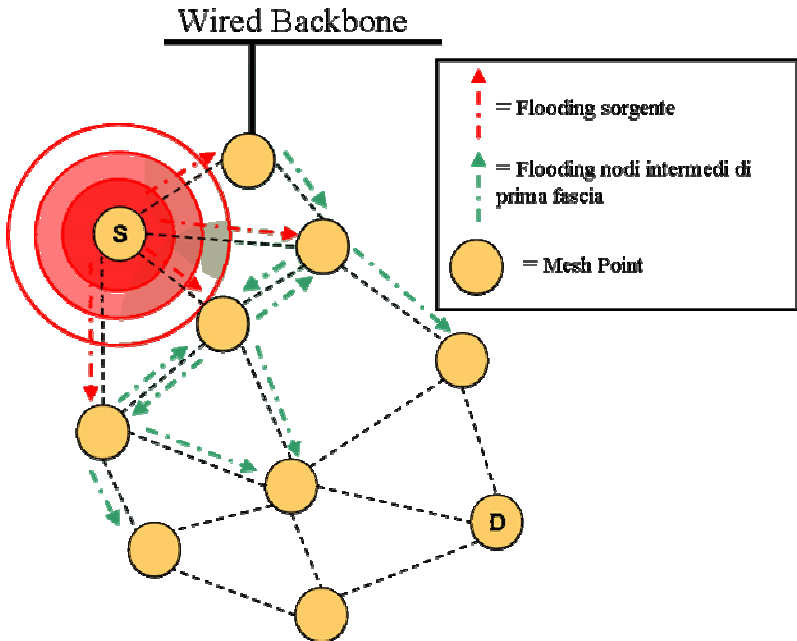 Wired Backbone
= Flooding sorgente
= Flooding nodi intermedi di
prima fascia
= Mesh Point
S
D